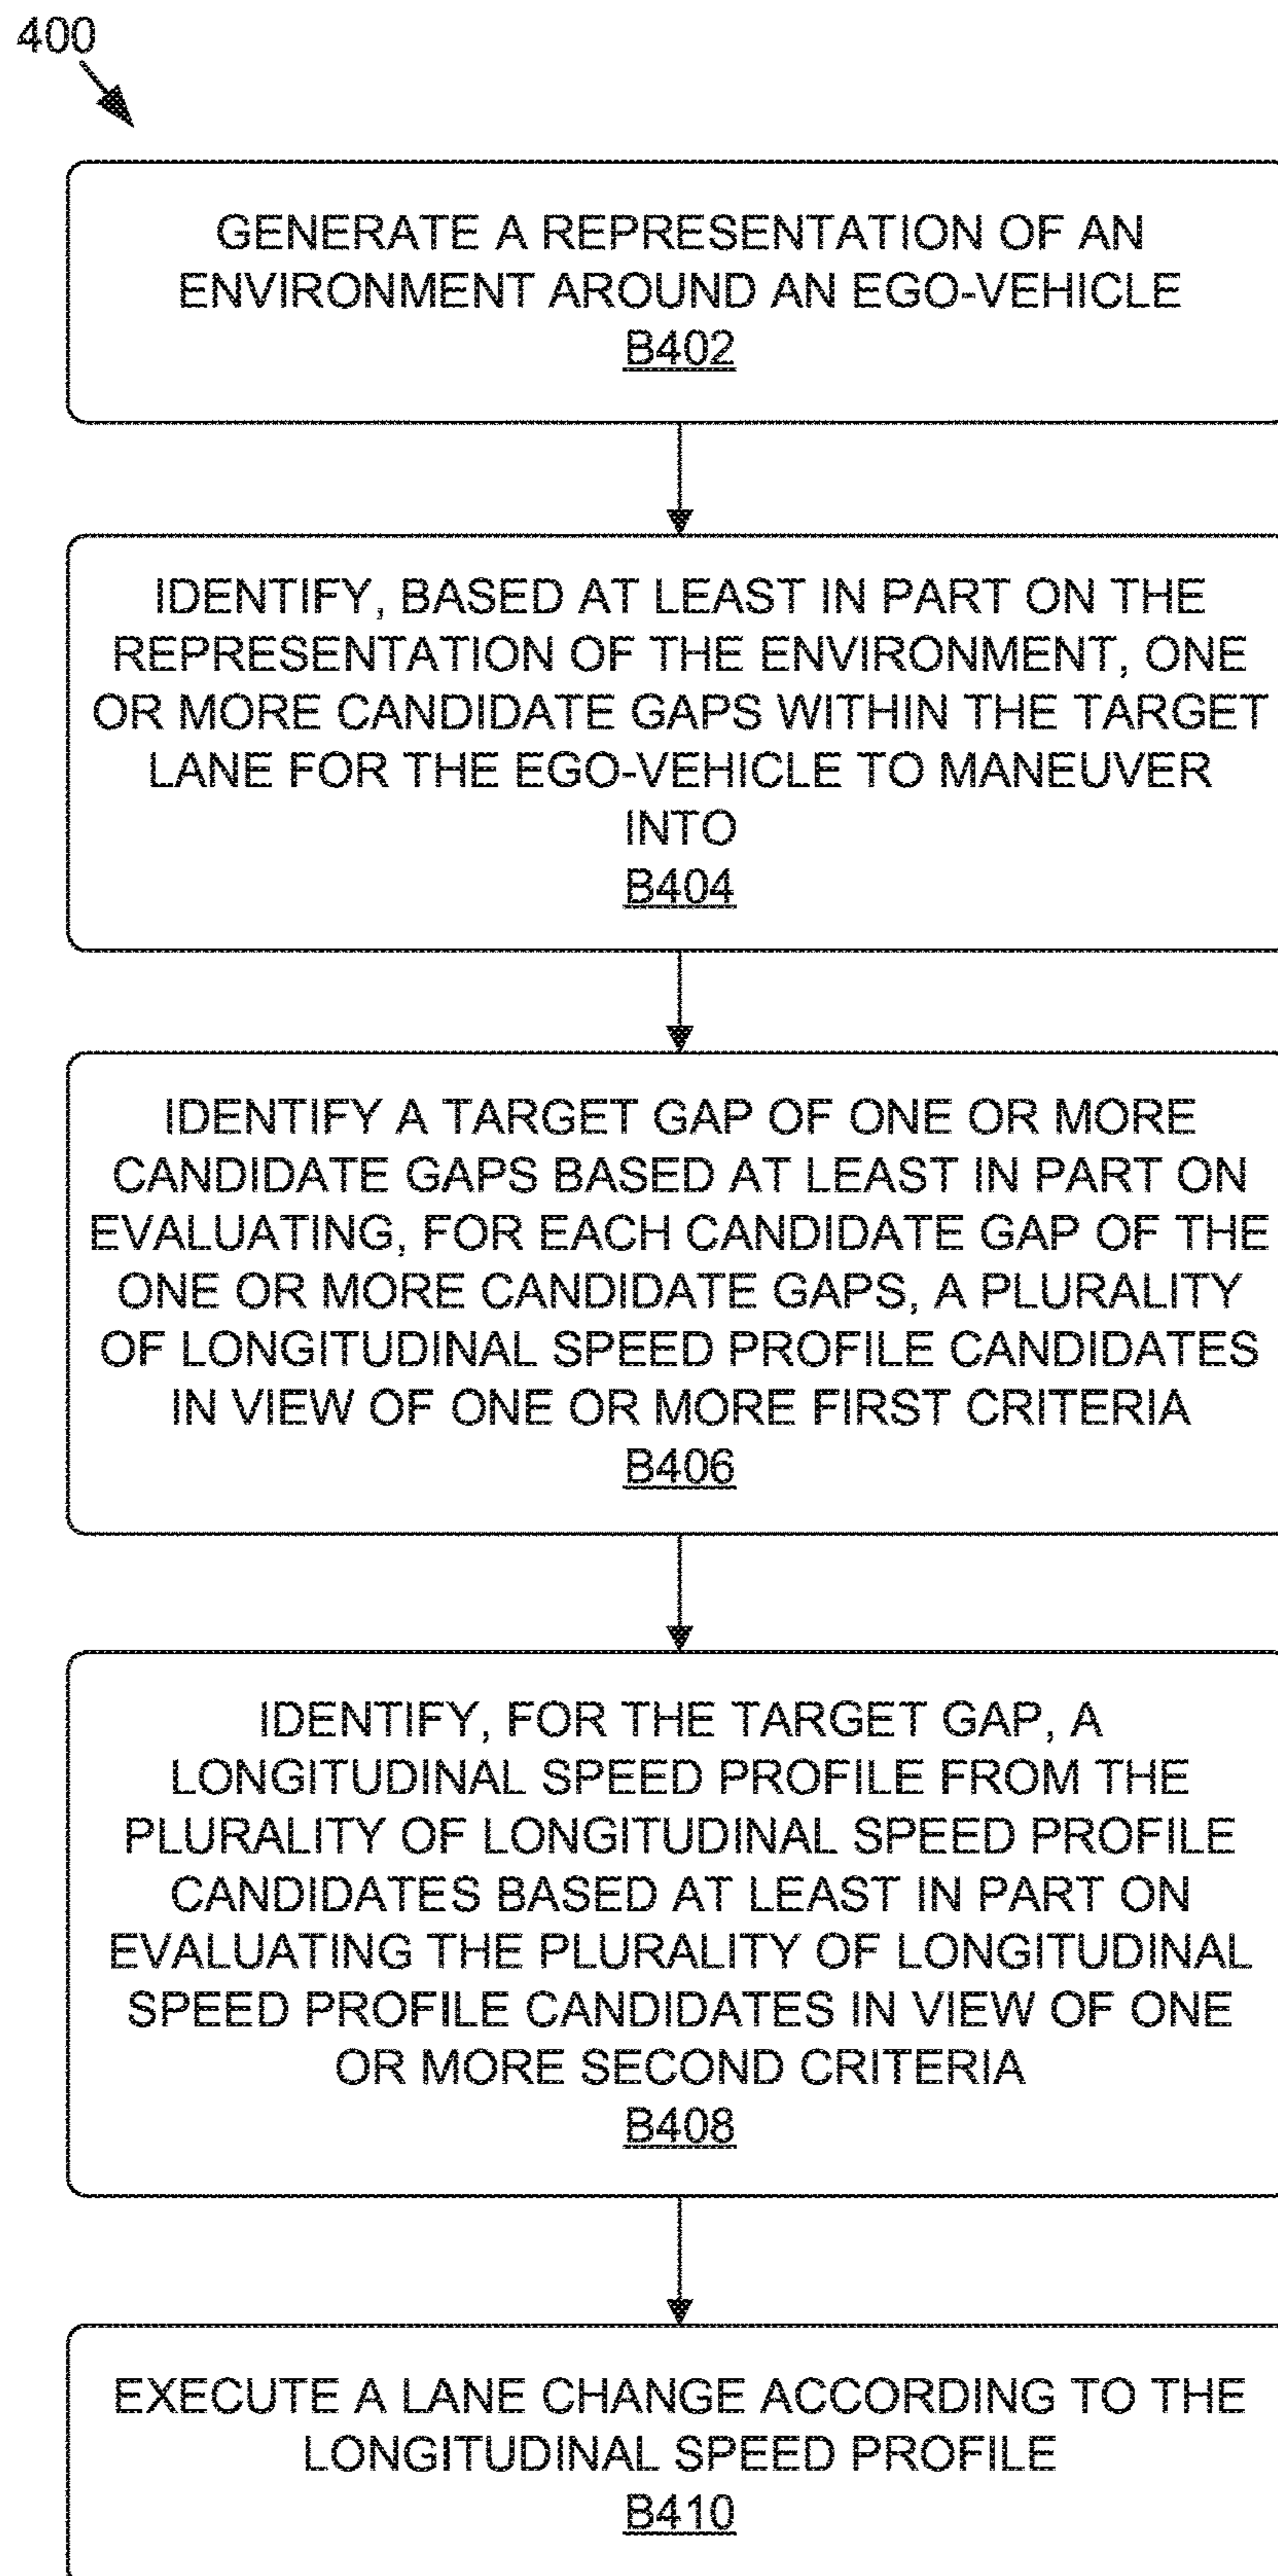 400
GENERATE A REPRESENTATION OF AN
ENVIRONMENT AROUND AN EGO-VEHICLE
B402
IDENTIFY, BASED AT LEAST IN PART ON THE
REPRESENTATION OF THE ENVIRONMENT, ONE
OR MORE CANDIDATE GAPS WITHIN THE TARGET
LANE FOR THE EGO-VEHICLE TO MANEUVER
INTO
B404
IDENTIFY A TARGET GAP OF ONE OR MORE
CANDIDATE GAPS BASED AT LEAST IN PART ON
EVALUATING, FOR EACH CANDIDATE GAP OF THE
ONE OR MORE CANDIDATE GAPS, A PLURALITY
OF LONGITUDINAL SPEED PROFILE CANDIDATES
IN VIEW OF ONE OR MORE FIRST CRITERIA
B406
IDENTIFY, FOR THE TARGET GAP, A
LONGITUDINAL SPEED PROFILE FROM THE
PLURALITY OF LONGITUDINAL SPEED PROFILE
CANDIDATES BASED AT LEAST IN PART ON
EVALUATING THE PLURALITY OF LONGITUDINAL
SPEED PROFILE CANDIDATES IN VIEW OF ONE
OR MORE SECOND CRITERIA
B408
EXECUTE A LANE CHANGE ACCORDING TO THE
LONGITUDINAL SPEED PROFILE
B410